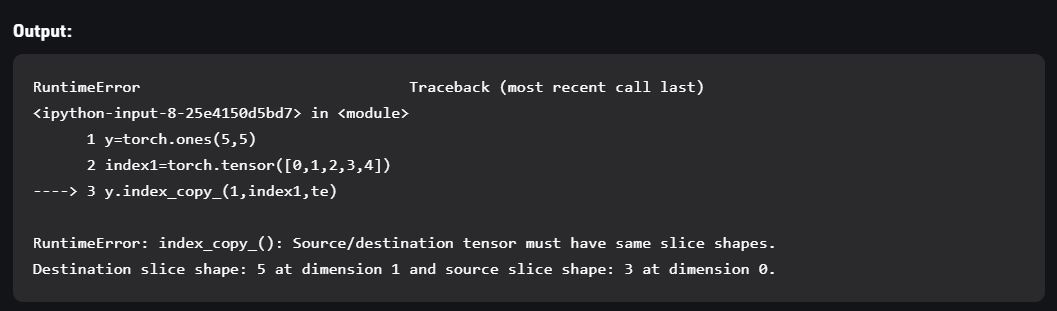 Output:
RuntimeError                              Traceback (most recent call last)
<ipython-input-8-25e4150d5bd7> in <module>
      1 y=torch.ones(5,5)
      2 index1=torch.tensor([0,1,2,3,4])
----> 3 y.index_copy_(1,index1,te)
RuntimeError: index_copy_(): Source/destination tensor must have same slice shapes.
Destination slice shape: 5 at dimension 1 and source slice shape: 3 at dimension 0.